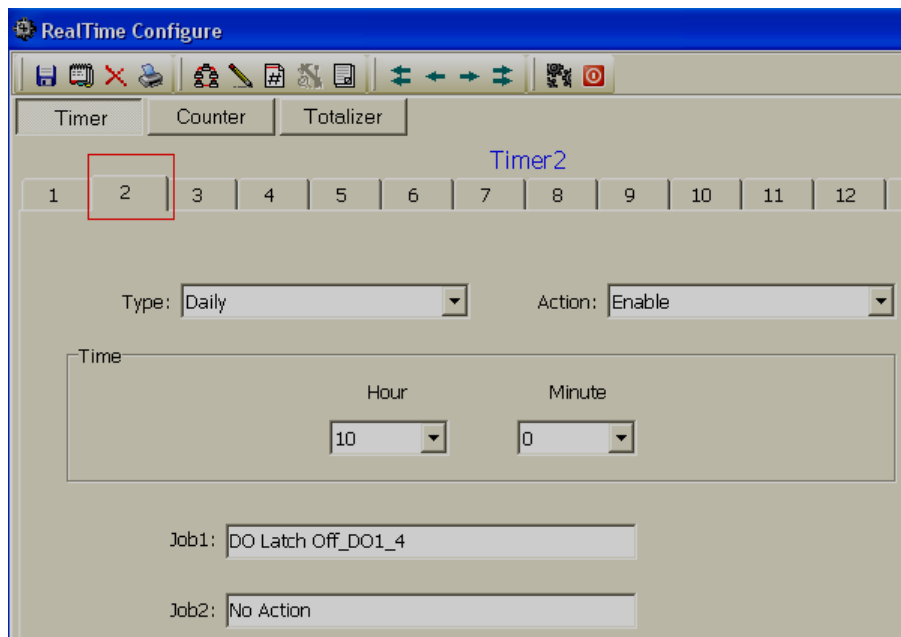 RealTime Configure
Timer Counter Totalizer
Timer2
1 2 3 4 5 6 7 8 9 10 11 12
Type: Daily Action: Enable
Time
Hour Minute
10 0
Job1: DO Latch Off_DO1_4
Job2: No Action